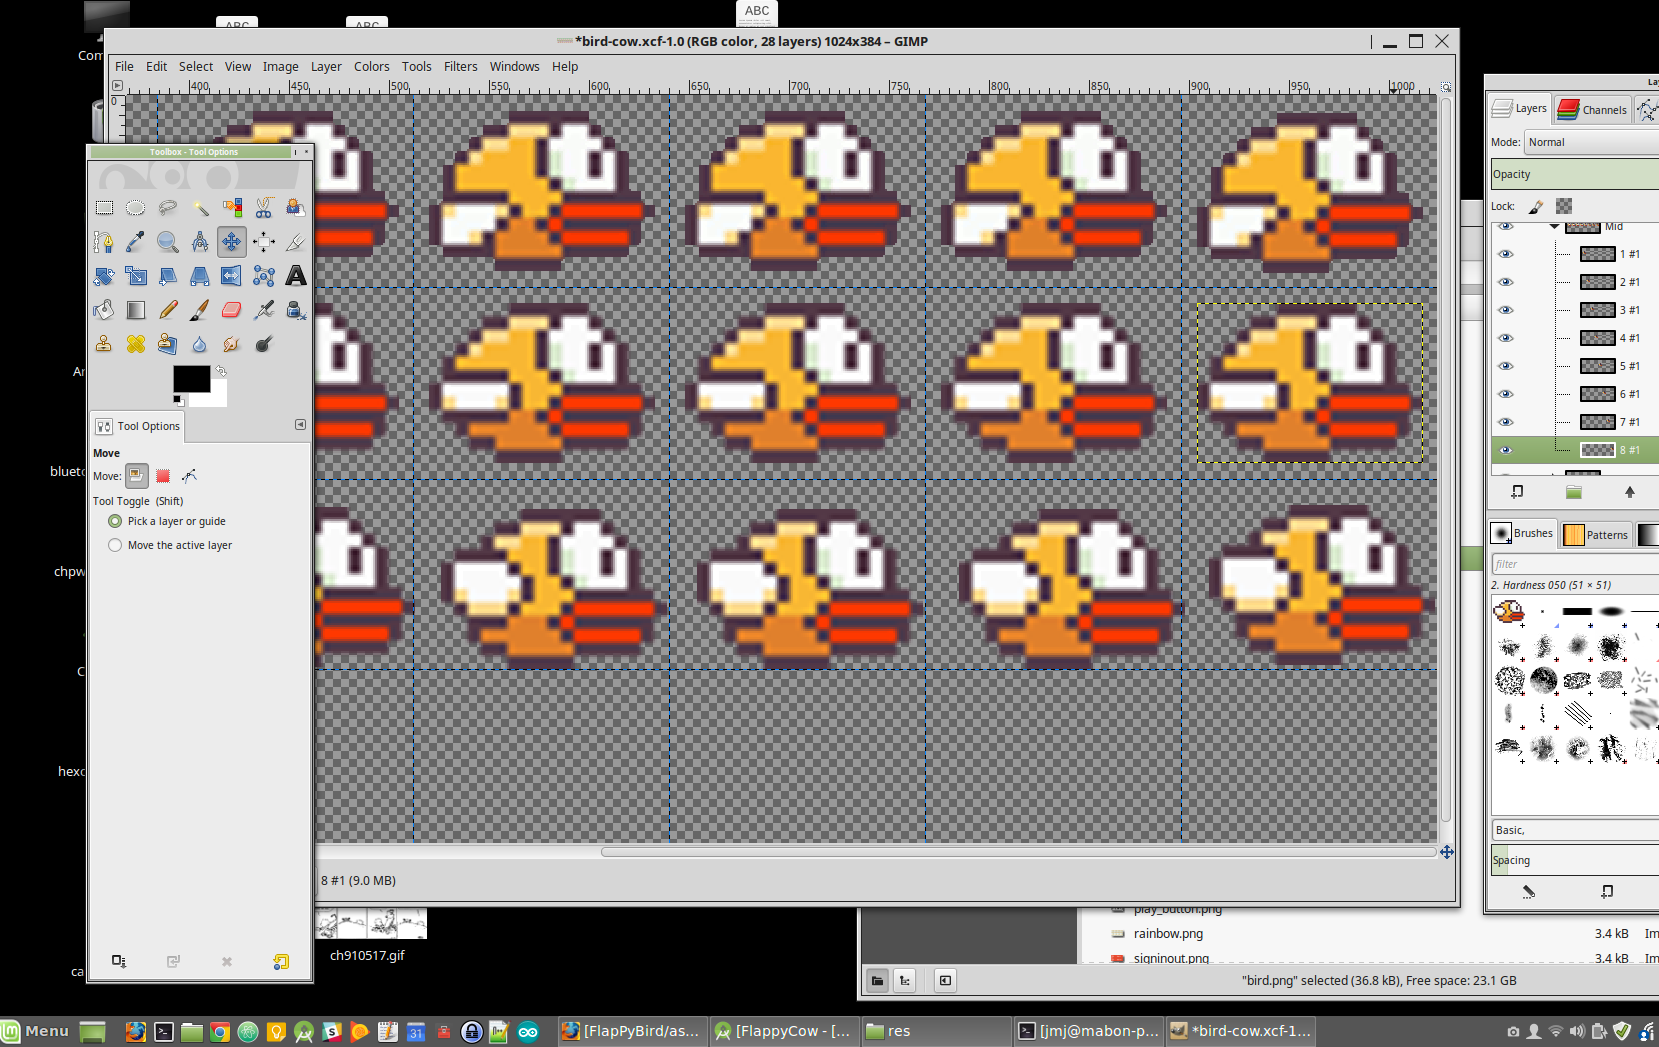 ABC
ABC
ABC
Com
*bird-cow.xcf-1.0 (RGB color, 28 layers) 1024x384 – GIMP
File Edit Select View Image Layer Colors Tools Filters Windows Help
400 450 500 550 600 650 700 750 800 850 900 950 1000
0
Toolbox - Tool Options
Tool Options
Move
Move:
Tool Toggle (Shift)
Pick a layer or guide
Move the active layer
blueto
chpw
hexc
ca
8 #1 (9.0 MB)
ch910517.gif
Layers Channels
Mode: Normal
Opacity
Lock:
Mid
1 #1
2 #1
3 #1
4 #1
5 #1
6 #1
7 #1
8 #1
Brushes Patterns
filter
2. Hardness 050 (51 × 51)
Basic,
Spacing
play_button.png
rainbow.png 3.4 kB Im
signinout.png 3.4 kB Im
"bird.png" selected (36.8 kB), Free space: 23.1 GB
Menu 31 [FlapPyBird/as... [FlappyCow - [... res [jmj@mabon-p... *bird-cow.xcf-1...